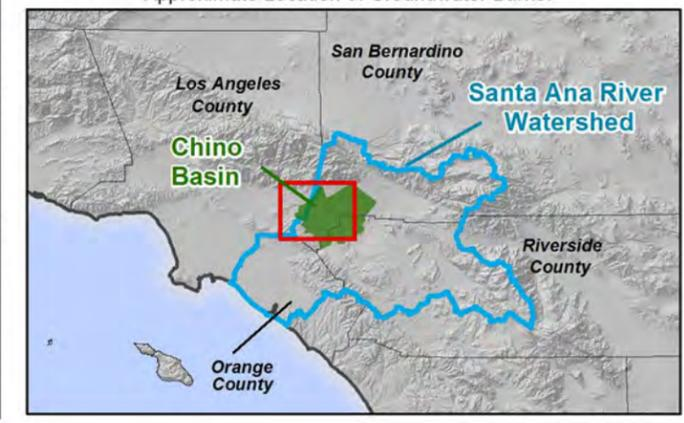 San Bernardino
County
Los Angeles
County
Santa Ana River
Watershed
Chino
Basin
Riverside
County
Orange
County